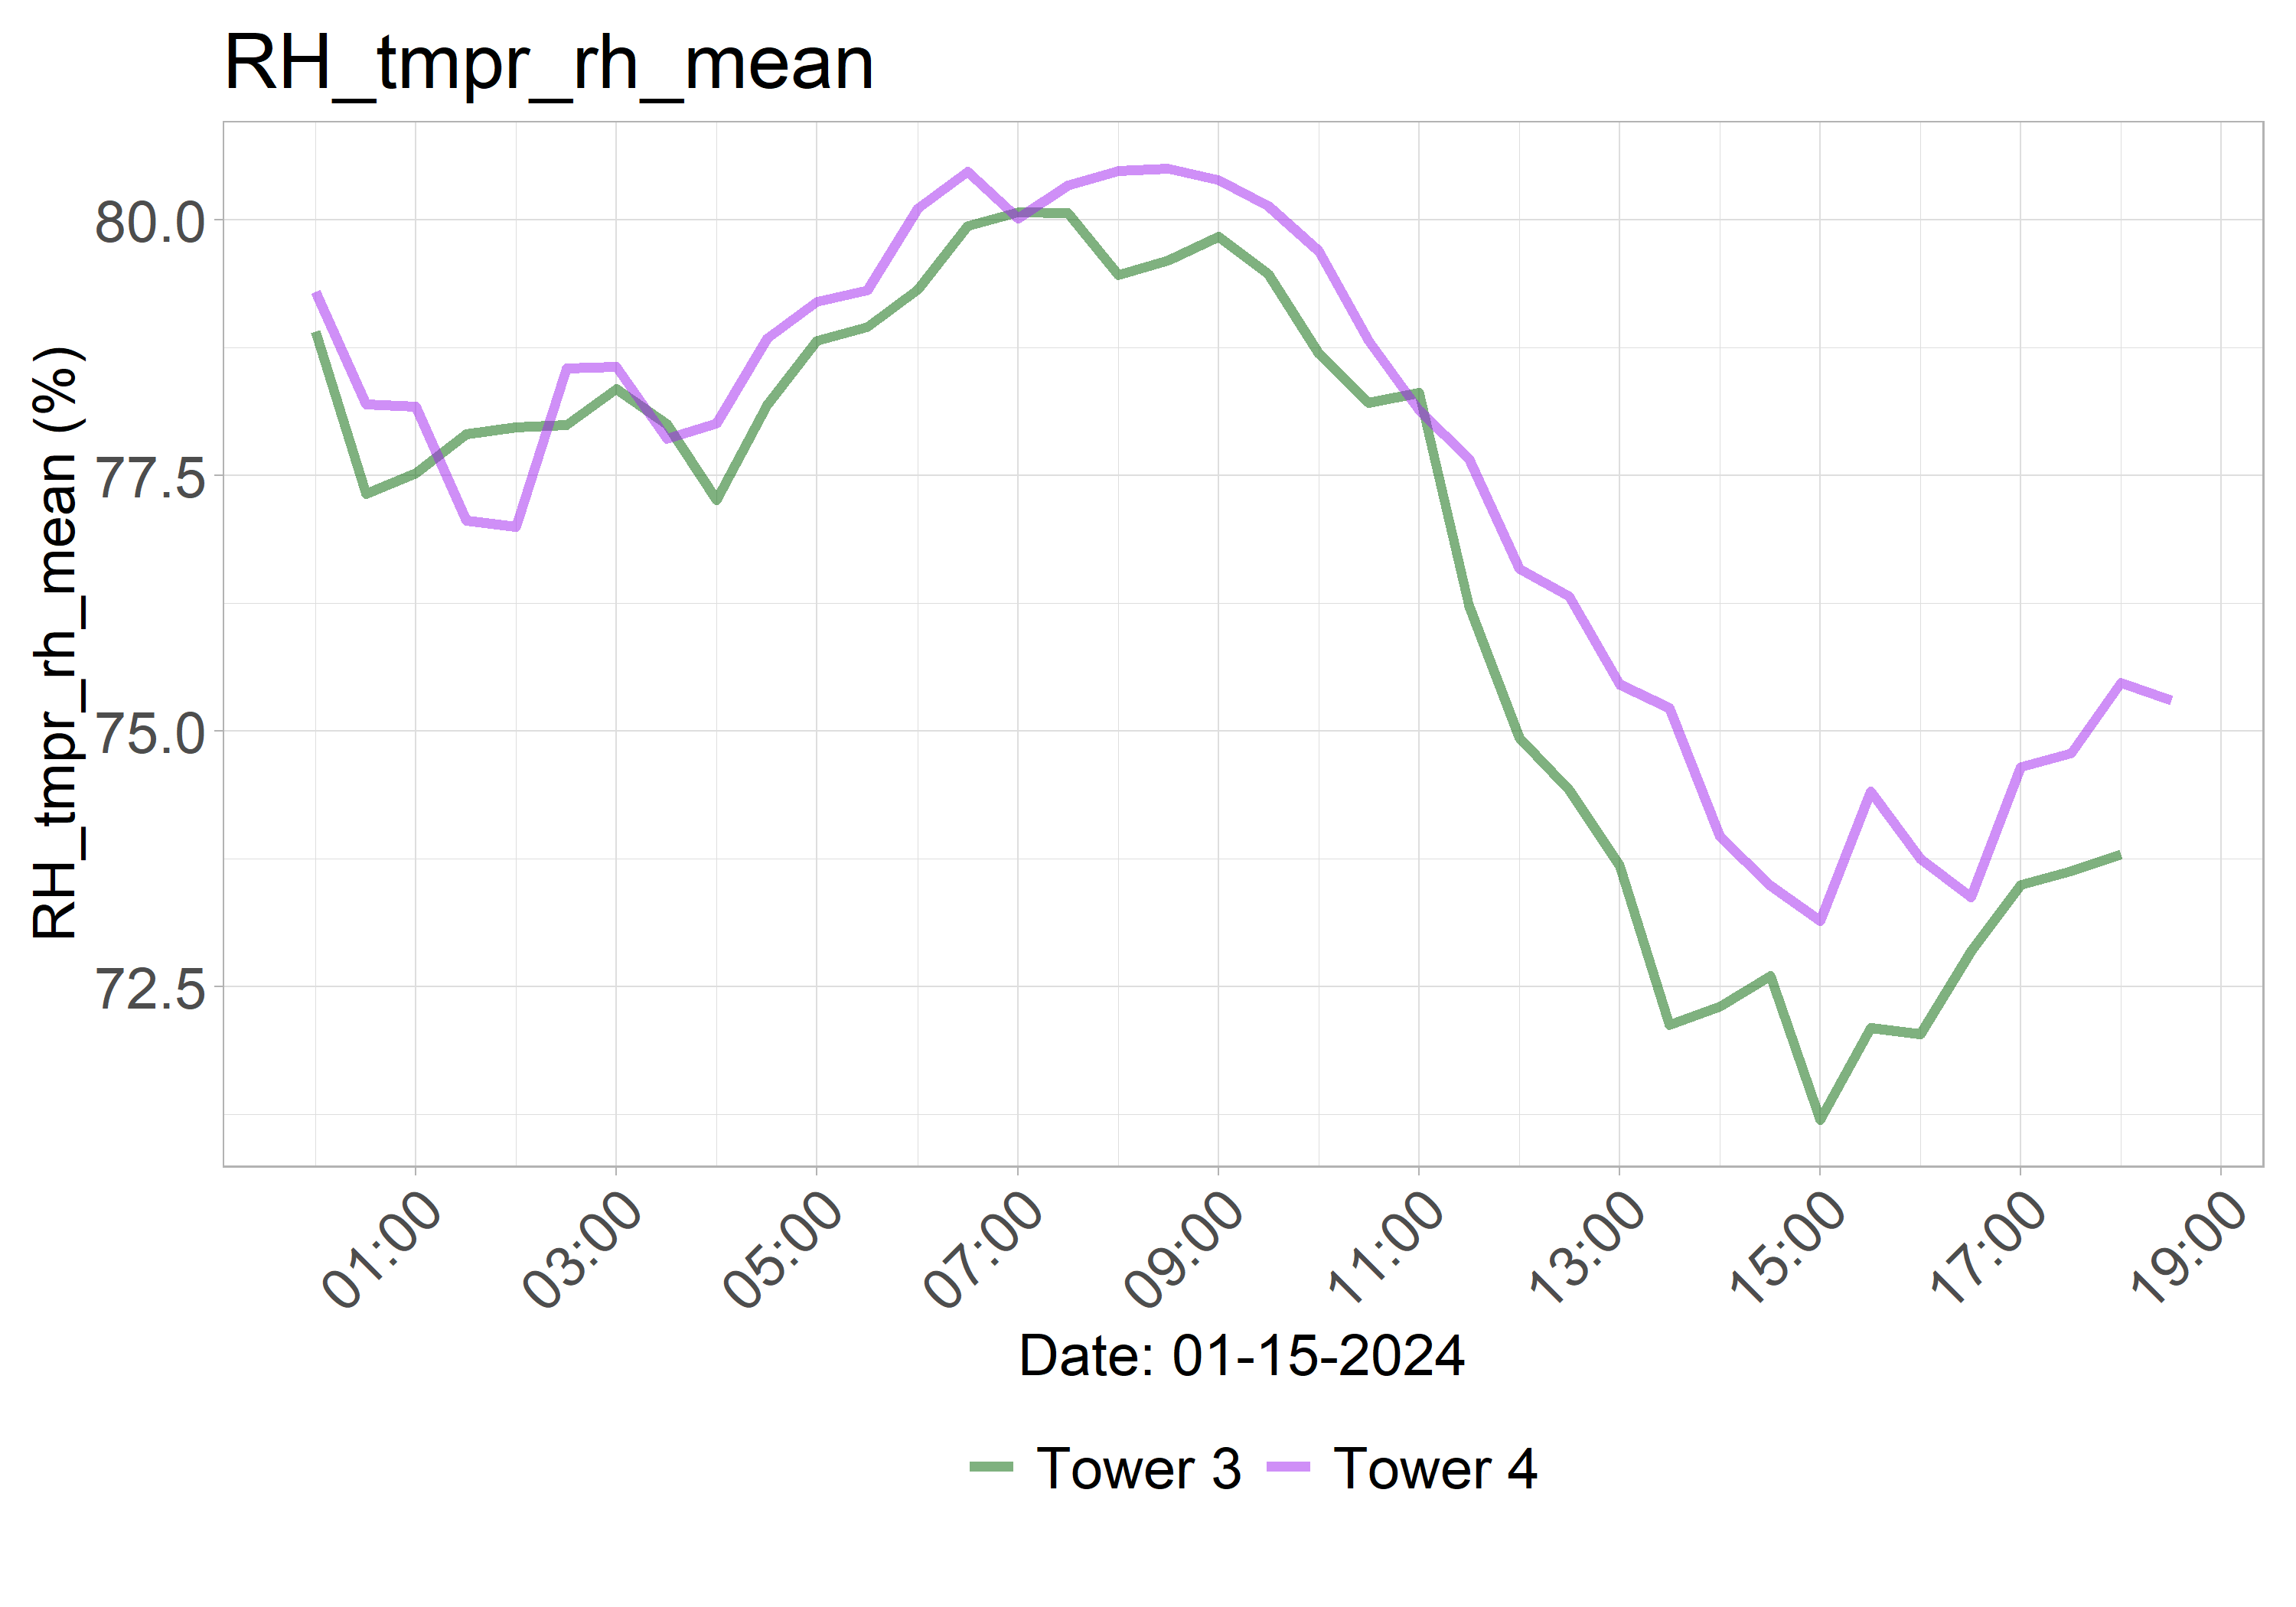 RH_tmpr_rh_mean
RH_tmpr_rh_mean (%)
80.0
77.5
75.0
72.5
01:00
03:00
05:00
07:00
09:00
11:00
13:00
15:00
17:00
19:00
Date: 01-15-2024
Tower 3
Tower 4